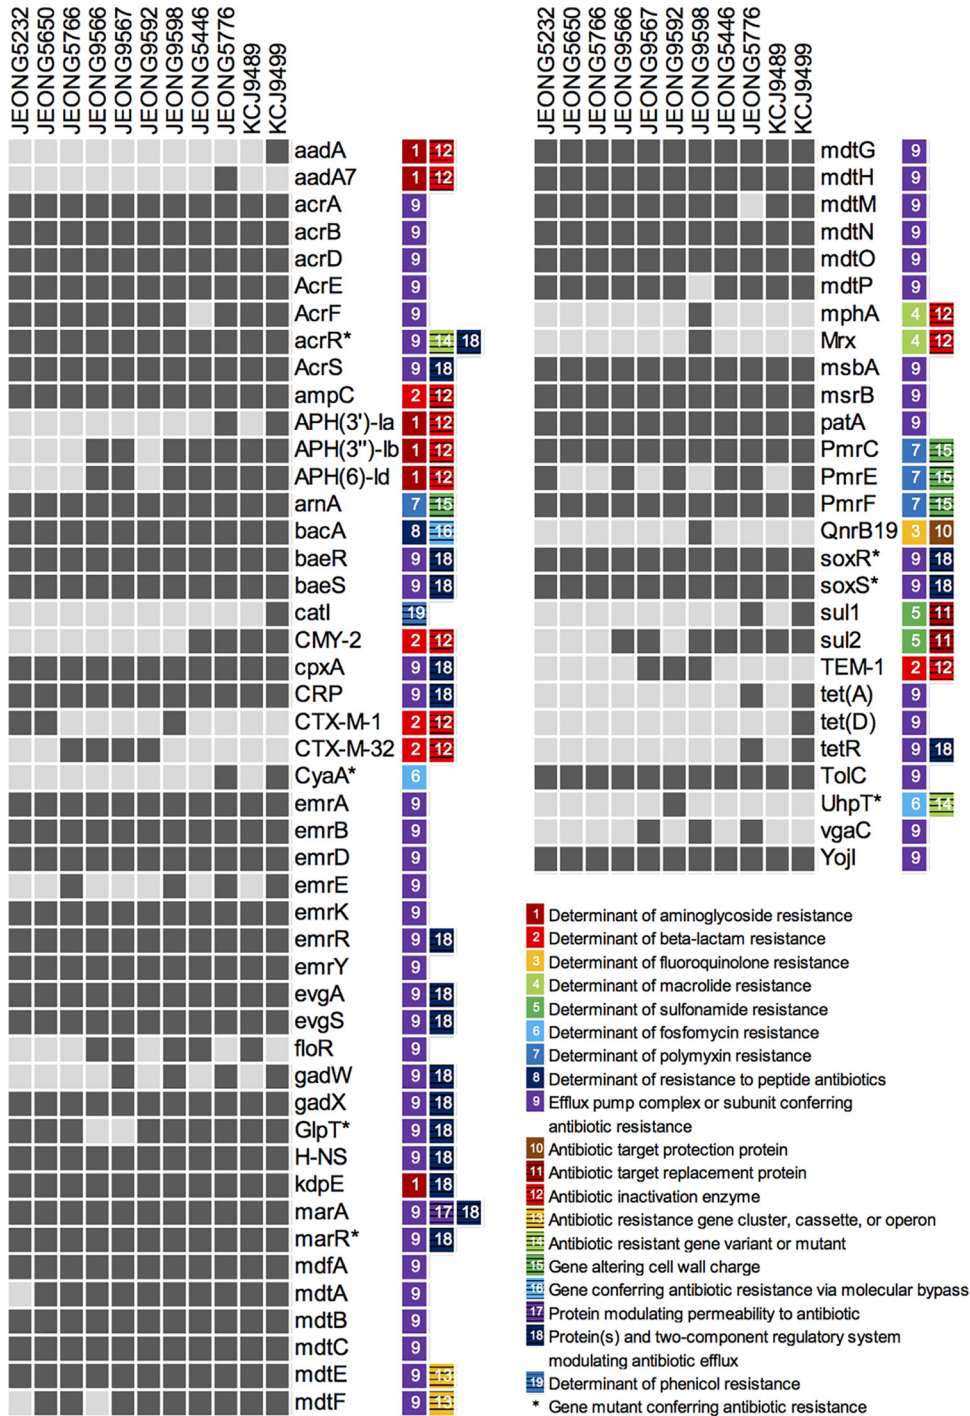 JEONG5232
JEONG5650
JEONG5766
JEONG9566
JEONG9567
JEONG9592
JEONG9598
JEONG5446
JEONG5776
KCJ9489
KCJ9499
aadA 1 12
aadA7 1 12
acrA 9
acrB 9
acrD 9
AcrE 9
AcrF 9
acrR* 9 14 18
AcrS 9 18
ampC 2 12
APH(3')-Ia 1 12
APH(3'')-Ib 1 12
APH(6)-Id 1 12
arnA 7 15
bacA 8 16
baeR 9 18
baeS 9 18
catI 19
CMY-2 2 12
cpxA 9 18
CRP 9 18
CTX-M-1 2 12
CTX-M-32 2 12
CyaA* 6
emrA 9
emrB 9
emrD 9
emrE 9
emrK 9
emrR 9 18
emrY 9
evgA 9 18
evgS 9 18
floR 9
gadW 9 18
gadX 9 18
GlpT* 9 18
H-NS 9 18
kdpE 1 18
marA 9 17 18
marR* 9 18
mdfA 9
mdtA 9
mdtB 9
mdtC 9
mdtE 9 13
mdtF 9 13
JEONG5232
JEONG5650
JEONG5766
JEONG9566
JEONG9567
JEONG9592
JEONG9598
JEONG5446
JEONG5776
KCJ9489
KCJ9499
mdtG 9
mdtH 9
mdtM 9
mdtN 9
mdtO 9
mdtP 9
mphA 4 12
Mrx 4 12
msbA 9
msrB 9
patA 9
PmrC 7 15
PmrE 7 15
PmrF 7 15
QnrB19 3 10
soxR* 9 18
soxS* 9 18
sul1 5 11
sul2 5 11
TEM-1 2 12
tet(A) 9
tet(D) 9
tetR 9 18
TolC 9
UhpT* 6 14
vgaC 9
YojI 9
1 Determinant of aminoglycoside resistance
2 Determinant of beta-lactam resistance
3 Determinant of fluoroquinolone resistance
4 Determinant of macrolide resistance
5 Determinant of sulfonamide resistance
6 Determinant of fosfomycin resistance
7 Determinant of polymyxin resistance
8 Determinant of resistance to peptide antibiotics
9 Efflux pump complex or subunit conferring
antibiotic resistance
10 Antibiotic target protection protein
11 Antibiotic target replacement protein
12 Antibiotic inactivation enzyme
13 Antibiotic resistance gene cluster, cassette, or operon
14 Antibiotic resistant gene variant or mutant
15 Gene altering cell wall charge
16 Gene conferring antibiotic resistance via molecular bypass
17 Protein modulating permeability to antibiotic
18 Protein(s) and two-component regulatory system
modulating antibiotic efflux
19 Determinant of phenicol resistance
* Gene mutant conferring antibiotic resistance